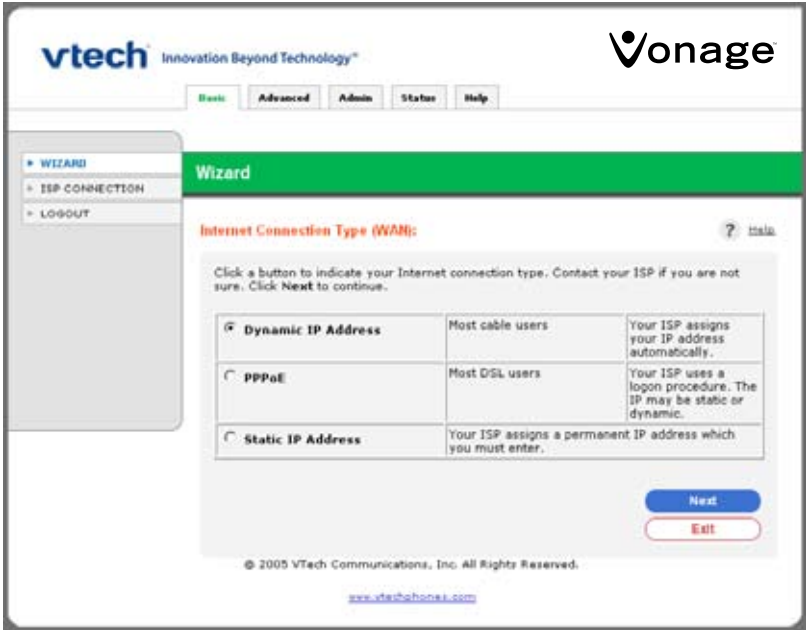 vtech Innovation Beyond Technology™
Vonage
Basic Advanced Admin Status Help
WIZARD
ISP CONNECTION
LOGOUT
Wizard
Internet Connection Type (WAN):
? Help
Click a button to indicate your Internet connection type. Contact your ISP if you are not
sure. Click Next to continue.
Dynamic IP Address
Most cable users
Your ISP assigns
your IP address
automatically.
PPPoE
Most DSL users
Your ISP uses a
logon procedure. The
IP may be static or
dynamic.
Static IP Address
Your ISP assigns a permanent IP address which
you must enter.
Next
Exit
© 2005 VTech Communications, Inc. All Rights Reserved.
www.vtechphones.com